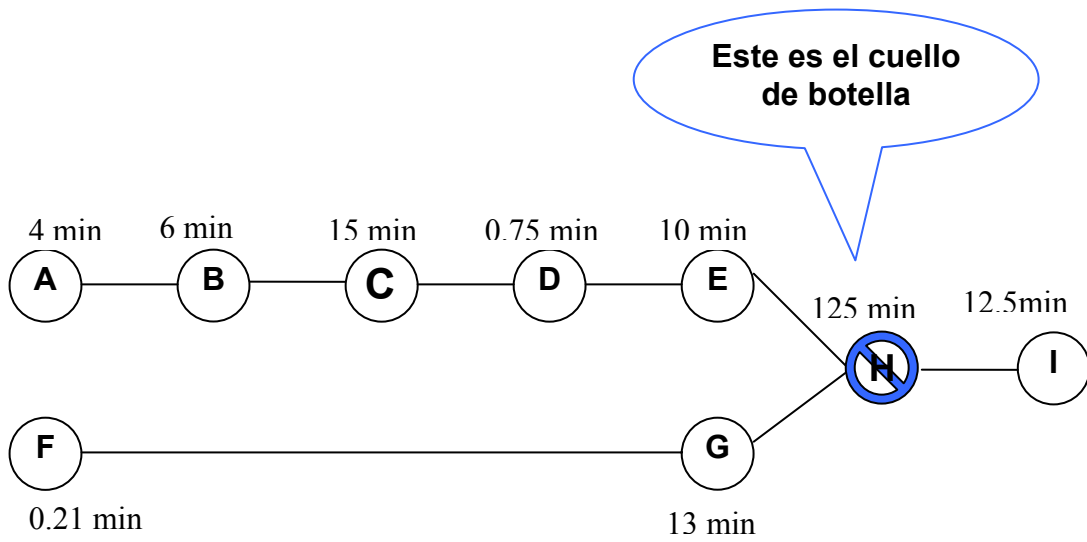 Este es el cuello
de botella
4 min
6 min
15 min
0.75 min
10 min
A
B
C
D
E
125 min
12.5min
H
I
F
G
0.21 min
13 min